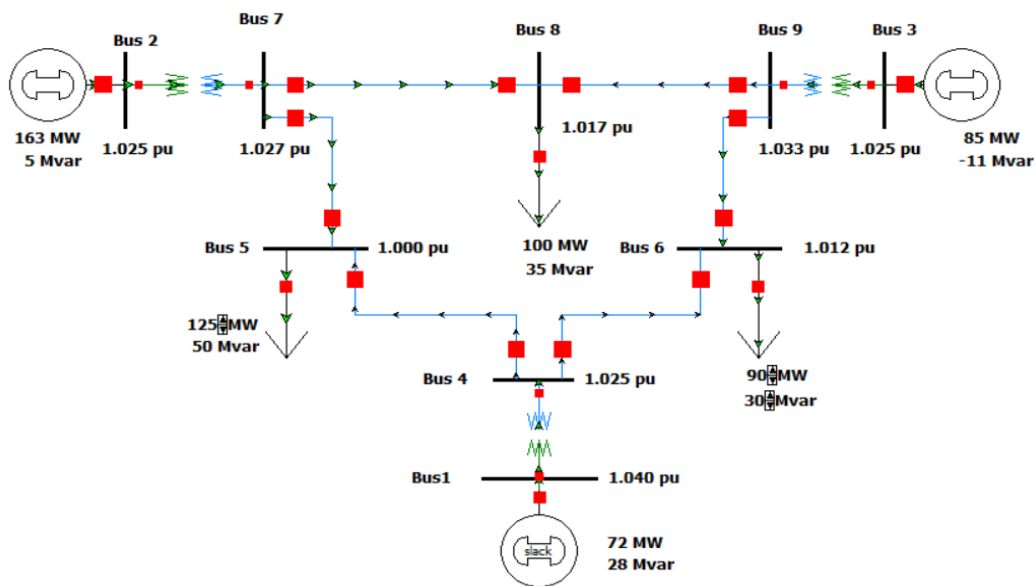 Bus 7
Bus 8
Bus 9
Bus 3
Bus 2
163 MW
5 Mvar
1.025 pu
1.027 pu
1.017 pu
1.033 pu
1.025 pu
85 MW
-11 Mvar
Bus 5
1.000 pu
100 MW
35 Mvar
Bus 6
1.012 pu
125 MW
50 Mvar
Bus 4
1.025 pu
90 MW
30 Mvar
Bus1
1.040 pu
slack
72 MW
28 Mvar